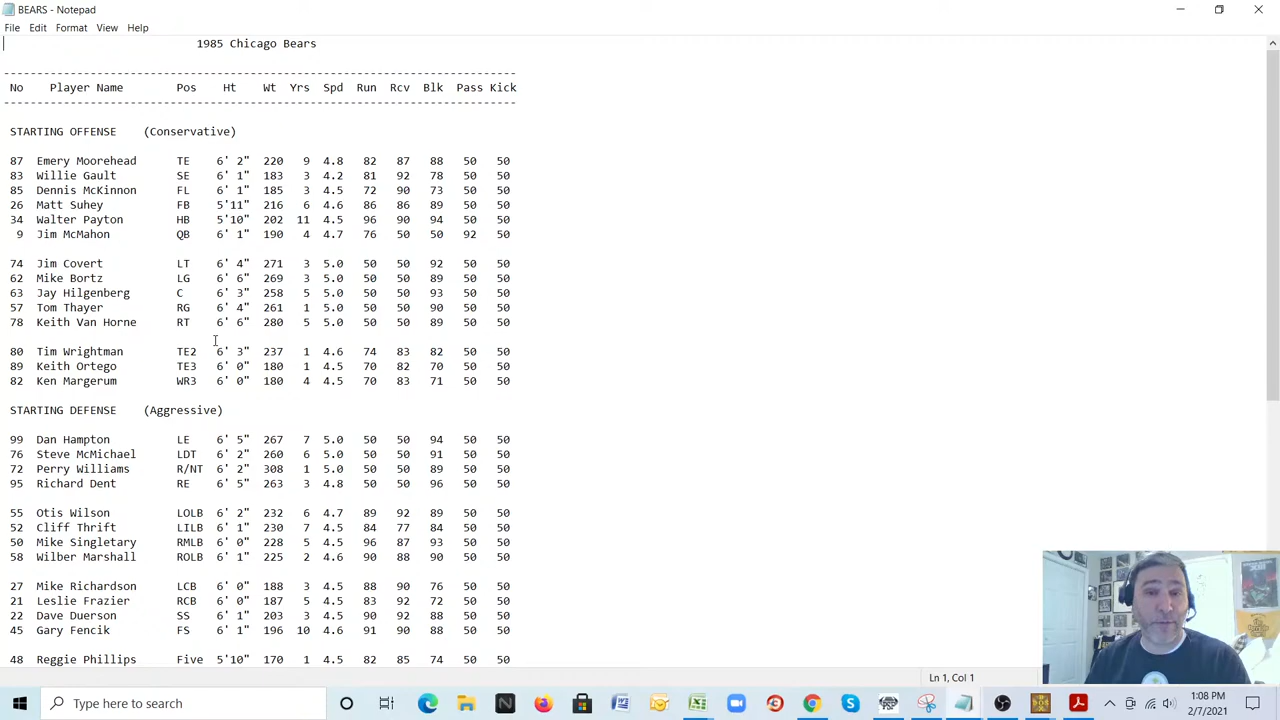 BEARS - Notepad
File Edit Format View Help
1985 Chicago Bears
No Player Name Pos Ht Wt Yrs Spd Run Rcv Blk Pass Kick
STARTING OFFENSE (Conservative)
87 Emery Moorehead TE 6' 2" 220 9 4.8 82 87 88 50 50
83 Willie Gault SE 6' 1" 183 3 4.2 81 92 78 50 50
85 Dennis McKinnon FL 6' 1" 185 3 4.5 72 90 73 50 50
26 Matt Suhey FB 5'11" 216 6 4.6 86 86 89 50 50
34 Walter Payton HB 5'10" 202 11 4.5 96 90 94 50 50
9 Jim McMahon QB 6' 1" 190 4 4.7 76 50 50 92 50
74 Jim Covert LT 6' 4" 271 3 5.0 50 50 92 50 50
62 Mike Bortz LG 6' 6" 269 3 5.0 50 50 89 50 50
63 Jay Hilgenberg C 6' 3" 258 5 5.0 50 50 93 50 50
57 Tom Thayer RG 6' 4" 261 1 5.0 50 50 90 50 50
78 Keith Van Horne RT 6' 6" 280 5 5.0 50 50 89 50 50
80 Tim Wrightman TE2 6' 3" 237 1 4.6 74 83 82 50 50
89 Keith Ortego TE3 6' 0" 180 1 4.5 70 82 70 50 50
82 Ken Margerum WR3 6' 0" 180 4 4.5 70 83 71 50 50
STARTING DEFENSE (Aggressive)
99 Dan Hampton LE 6' 5" 267 7 5.0 50 50 94 50 50
76 Steve McMichael LDT 6' 2" 260 6 5.0 50 50 91 50 50
72 Perry Williams R/NT 6' 2" 308 1 5.0 50 50 89 50 50
95 Richard Dent RE 6' 5" 263 3 4.8 50 50 96 50 50
55 Otis Wilson LOLB 6' 2" 232 6 4.7 89 92 89 50 50
52 Cliff Thrift LILB 6' 1" 230 7 4.5 84 77 84 50 50
50 Mike Singletary RMLB 6' 0" 228 5 4.5 96 87 93 50 50
58 Wilber Marshall ROLB 6' 1" 225 2 4.6 90 88 90 50 50
27 Mike Richardson LCB 6' 0" 188 3 4.5 88 90 76 50 50
21 Leslie Frazier RCB 6' 0" 187 5 4.5 83 92 72 50 50
22 Dave Duerson SS 6' 1" 203 3 4.5 90 92 88 50 50
45 Gary Fencik FS 6' 1" 196 10 4.6 91 90 88 50 50
48 Reggie Phillips Five 5'10" 170 1 4.5 82 85 74 50 50
Ln 1, Col 1
Type here to search
1:08 PM
2/7/2021